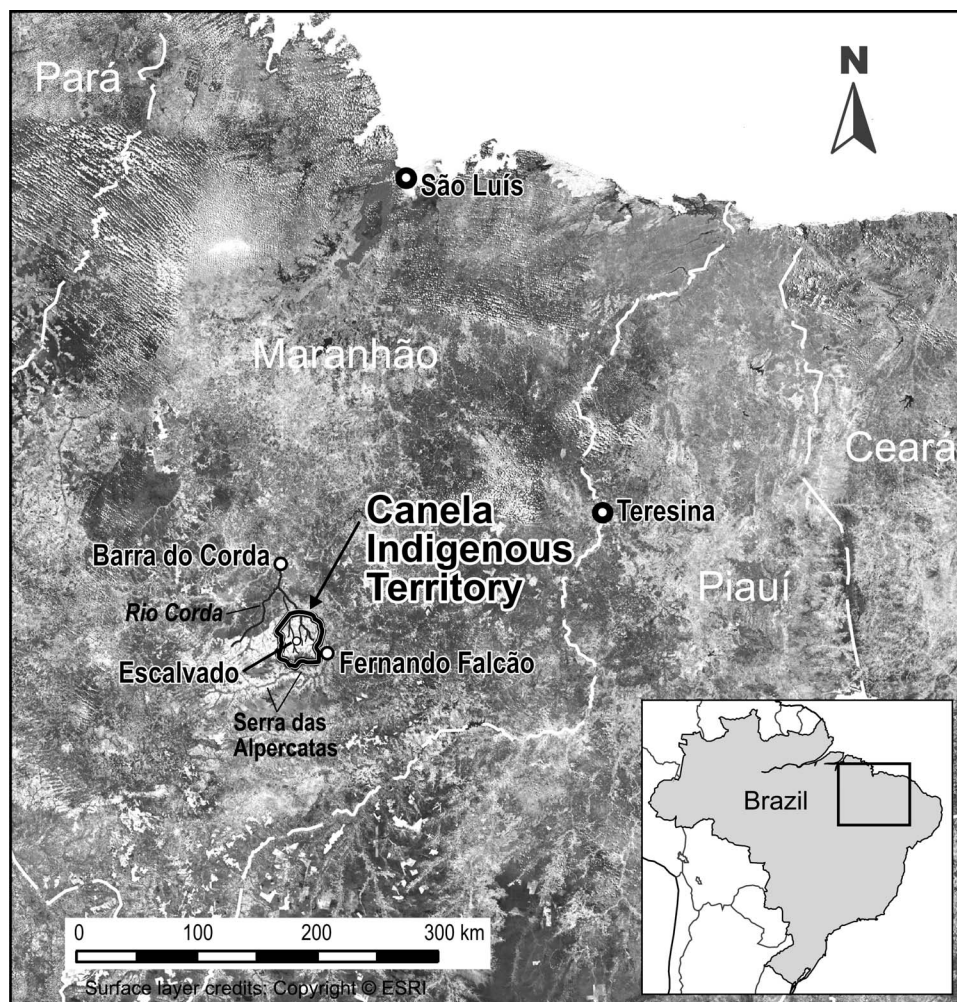 Pará
N
São Luís
Maranhão
Ceará
Canela
Indigenous
Territory
Teresina
Barra do Corda
Piauí
Rio Corda
Escalvado
Fernando Falcão
Serra das
Alpercatas
Brazil
0 100 200 300 km
Surface layer credits: Copyright © ESRI